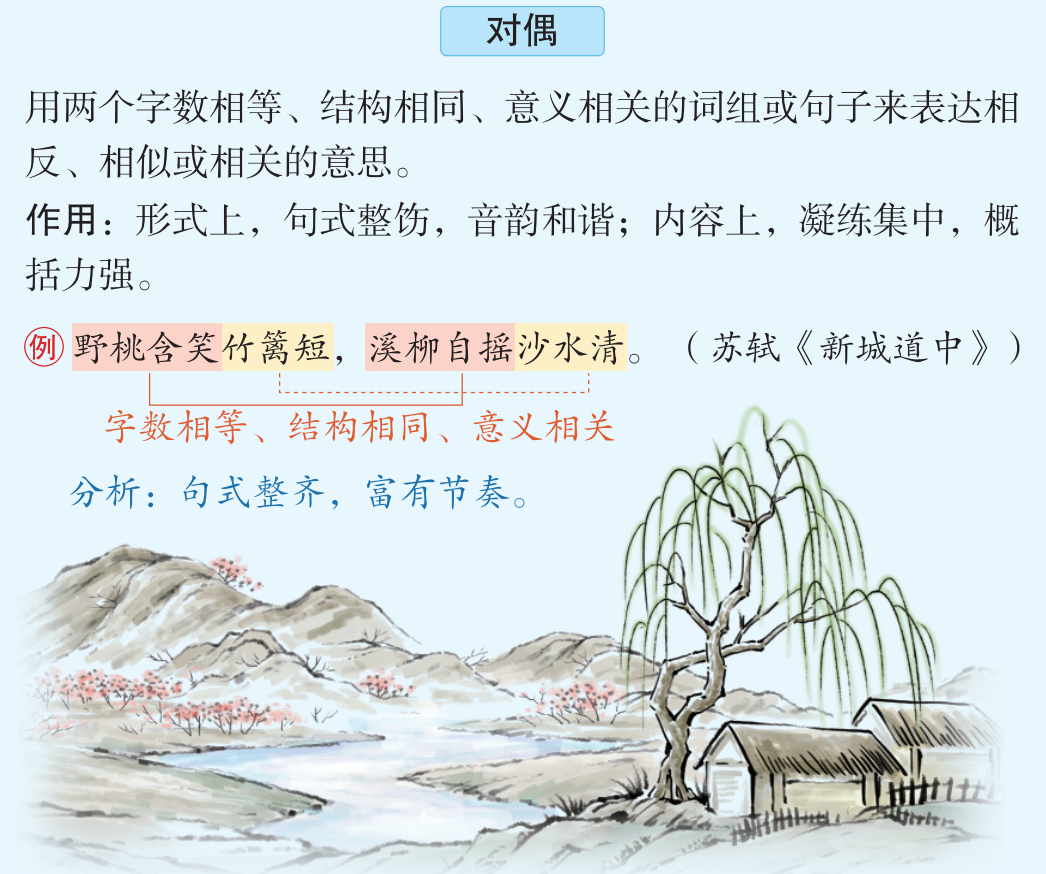 对偶
用两个字数相等、结构相同、意义相关的词组或句子来表达相
反、相似或相关的意思。
作用：形式上，句式整饬，音韵和谐；内容上，凝练集中，概
括力强。
例 野桃含笑竹篱短，溪柳自摇沙水清。（苏轼《新城道中》）
字数相等、结构相同、意义相关
分析：句式整齐，富有节奏。